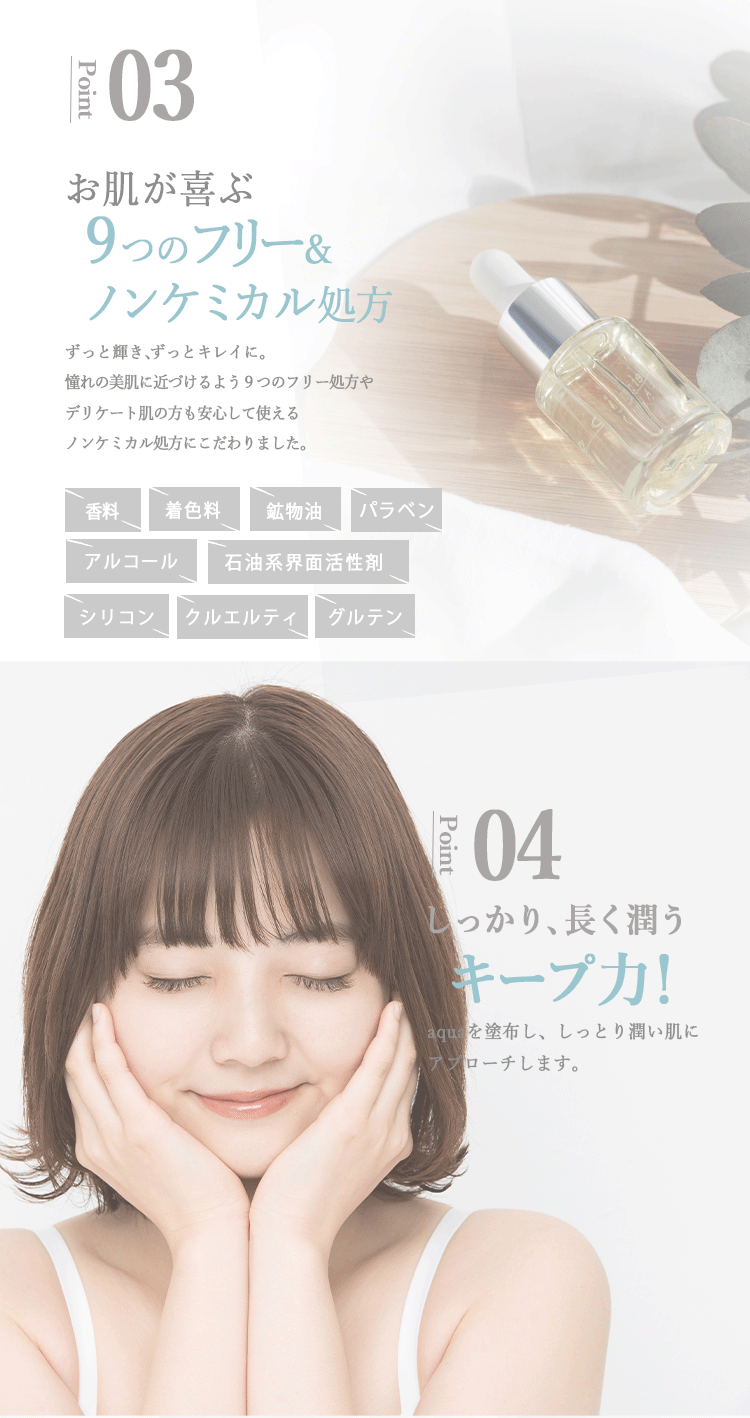 Point 03
お肌が喜ぶ
9つのフリー&
ノンケミカル処方
ずっと輝き、ずっとキレイに。
憧れの美肌に近づけるよう９つのフリー処方や
デリケート肌の方も安心して使える
ノンケミカル処方にこだわりました。
香料 着色料 鉱物油 パラベン
アルコール 石油系界面活性剤
シリコン クルエルティ グルテン
Point 04
しっかり、長く潤う
キープ力!
aquaを塗布し、しっとり潤い肌に
アプローチします。